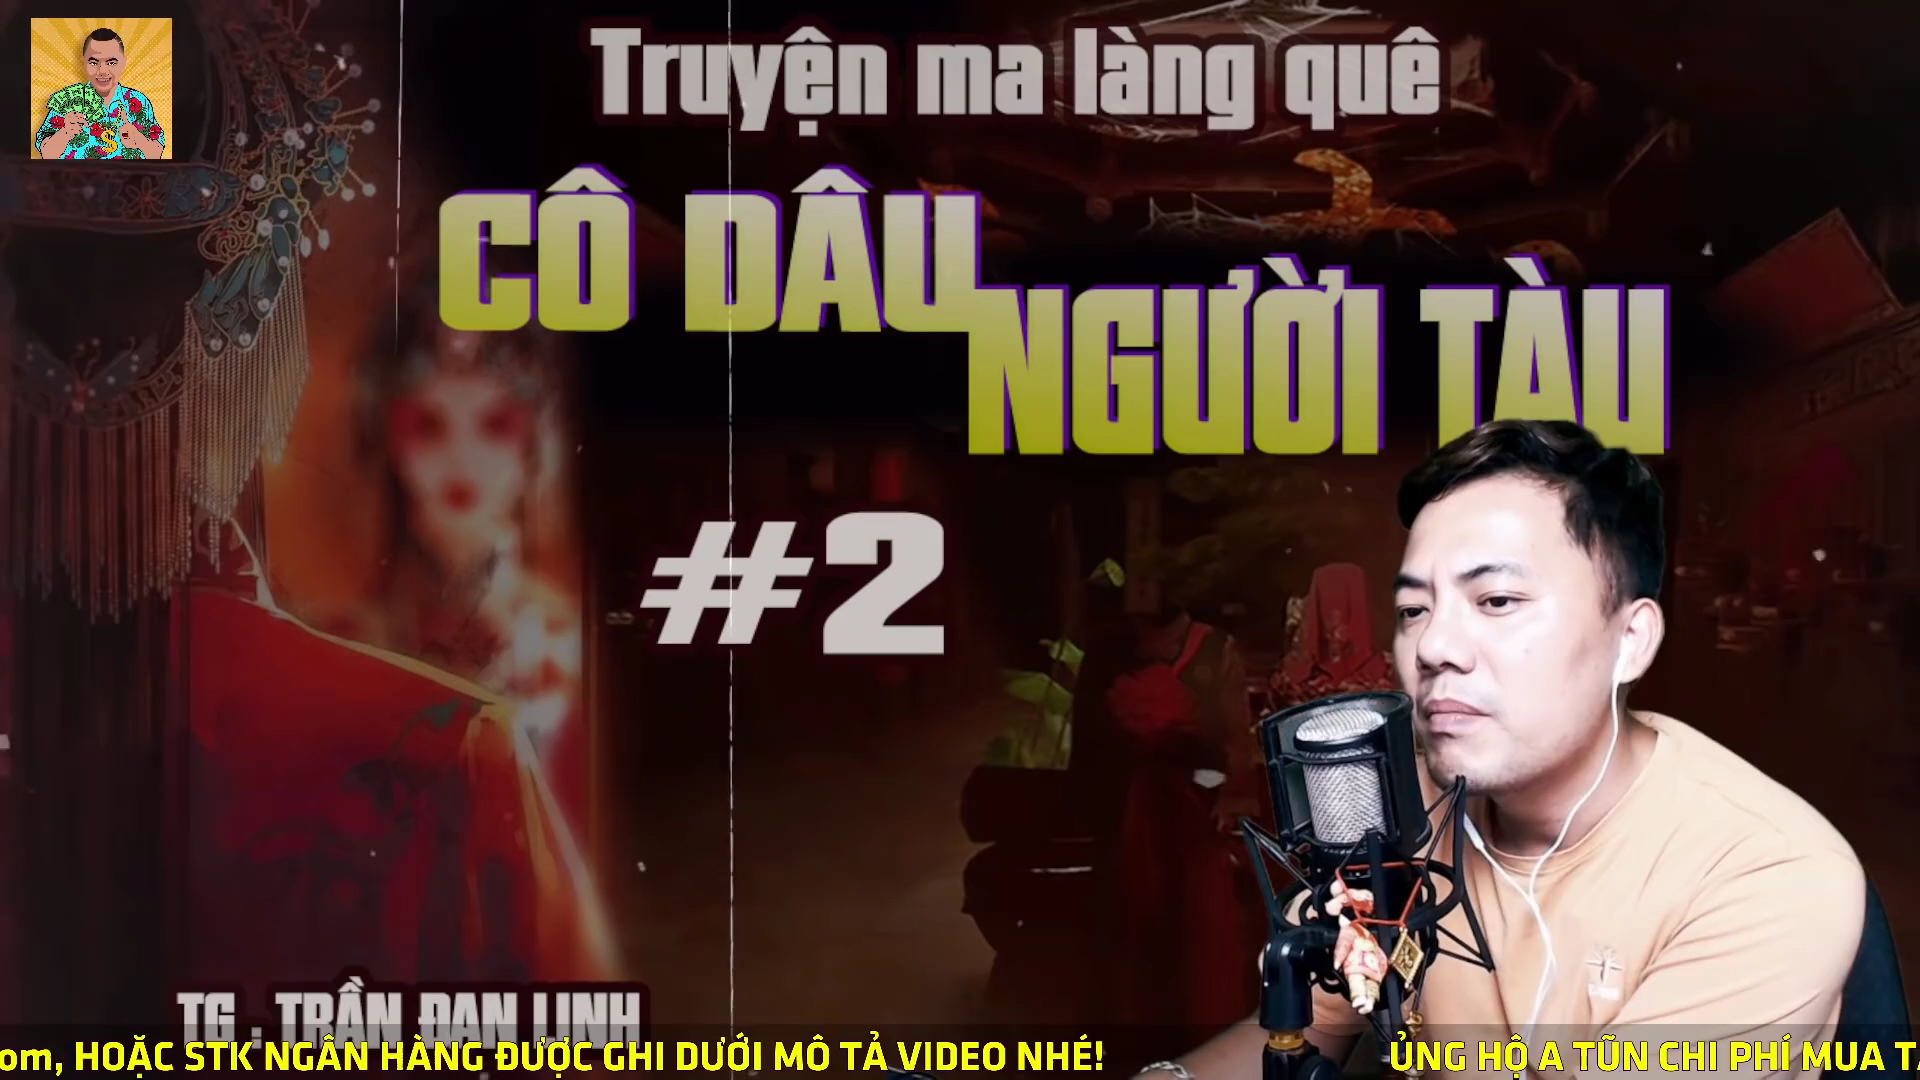 Truyện ma làng quê
CÔ DÂU
NGƯỜI TÀU
#2
TG : TRẦN ĐAN LINH
om, HOẶC STK NGÂN HÀNG ĐƯỢC GHI DƯỚI MÔ TẢ VIDEO NHÉ! ỦNG HỘ A TŨN CHI PHÍ MUA T